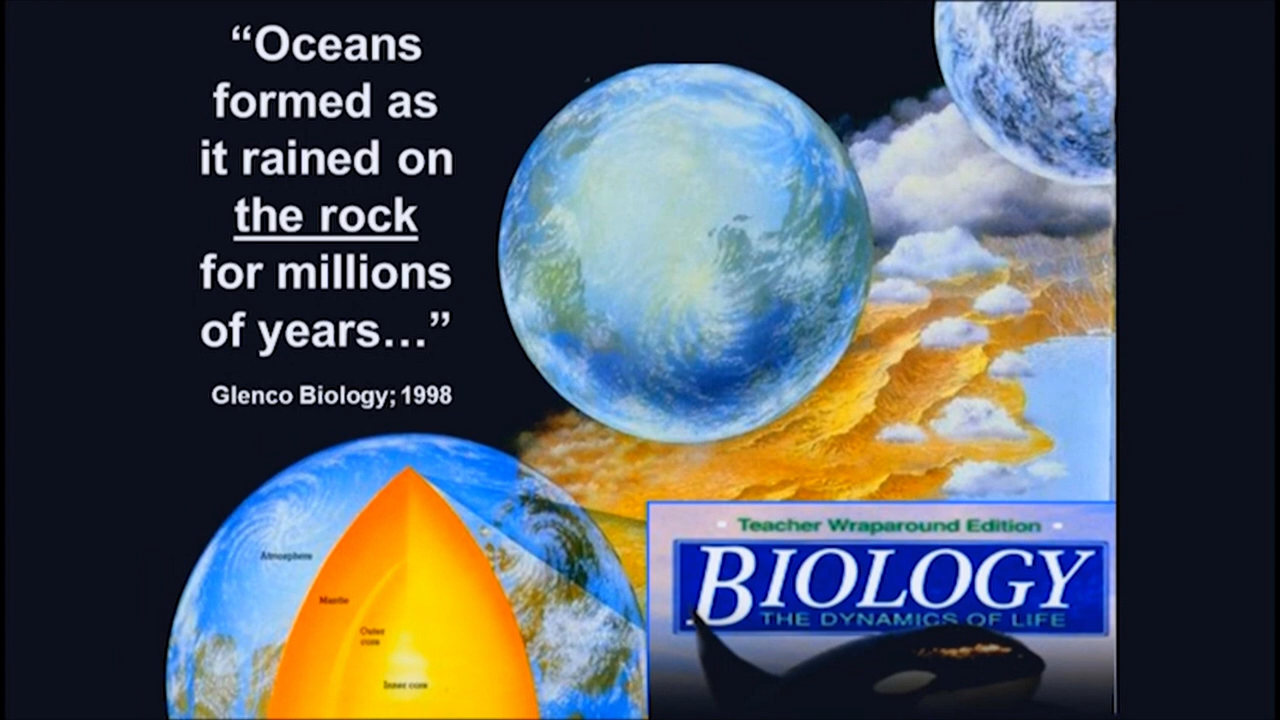 “Oceans
formed as
it rained on
the rock
for millions
of years…”
Glenco Biology; 1998
Atmosphere
Mantle
Outer
core
Inner core
Teacher Wraparound Edition
BIOLOGY
THE DYNAMICS OF LIFE